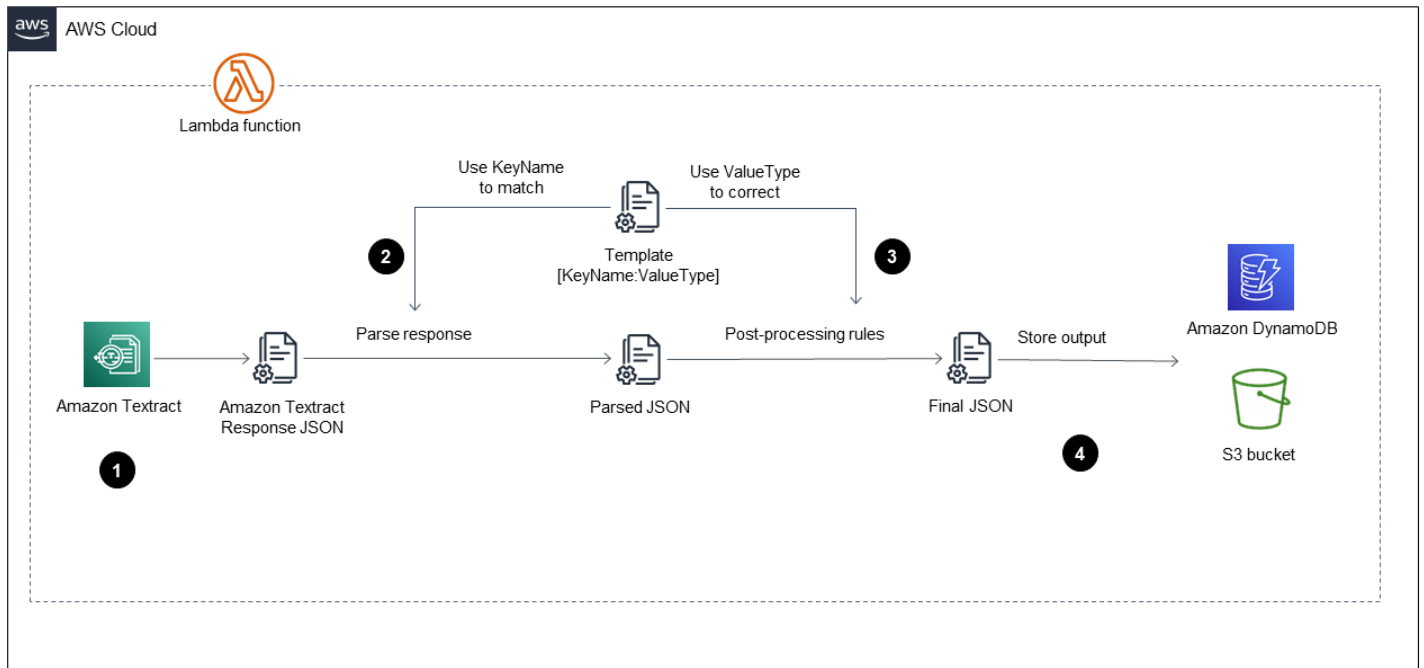 aws
AWS Cloud
Lambda function
Use KeyName
to match
Use ValueType
to correct
2
Template
[KeyName:ValueType]
3
Parse response
Post-processing rules
Store output
Amazon DynamoDB
Amazon Textract
Amazon Textract
Response JSON
Parsed JSON
Final JSON
S3 bucket
1
4